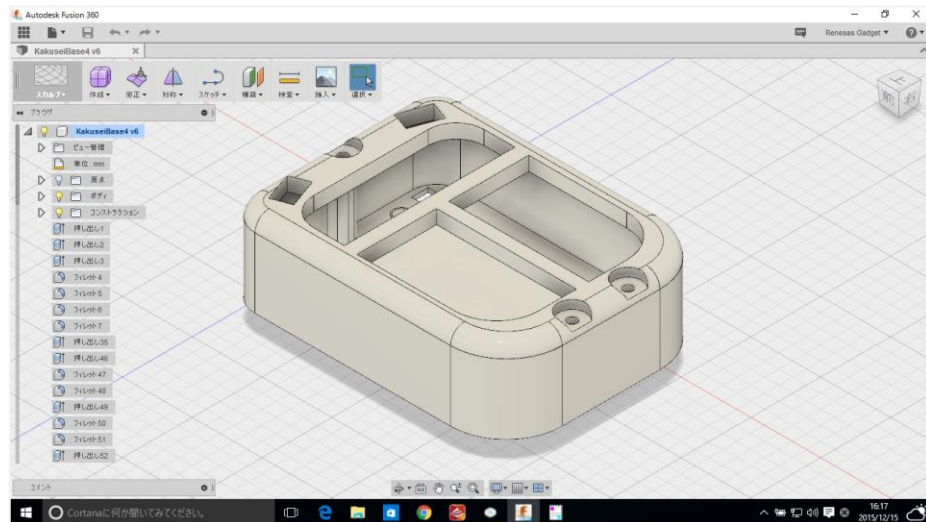 Autodesk Fusion 360
Renesas Gadget
KakuseiBase4 v6
スカルプ
作成
修正
対称
スケッチ
構築
検査
挿入
選択
ブラウザ
KakuseiBase4 v6
ビュー管理
単位: mm
原点
ボディ
コンストラクション
押し出し1
押し出し2
押し出し3
フィレット4
フィレット5
フィレット6
フィレット7
押し出し35
押し出し46
フィレット47
フィレット48
押し出し49
フィレット50
フィレット51
押し出し52
上
前
右
コメント
Cortanaに何か聞いてみてください。
16:17
2015/12/15